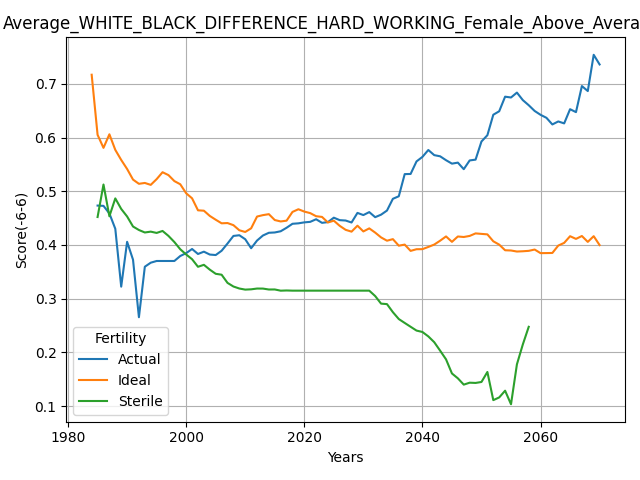 Average_WHITE_BLACK_DIFFERENCE_HARD_WORKING_Female_Above_Avera
0.7
0.6
0.5
0.4
0.3
0.2
0.1
Score(-6-6)
Fertility
Actual
Ideal
Sterile
1980 2000 2020 2040 2060
Years